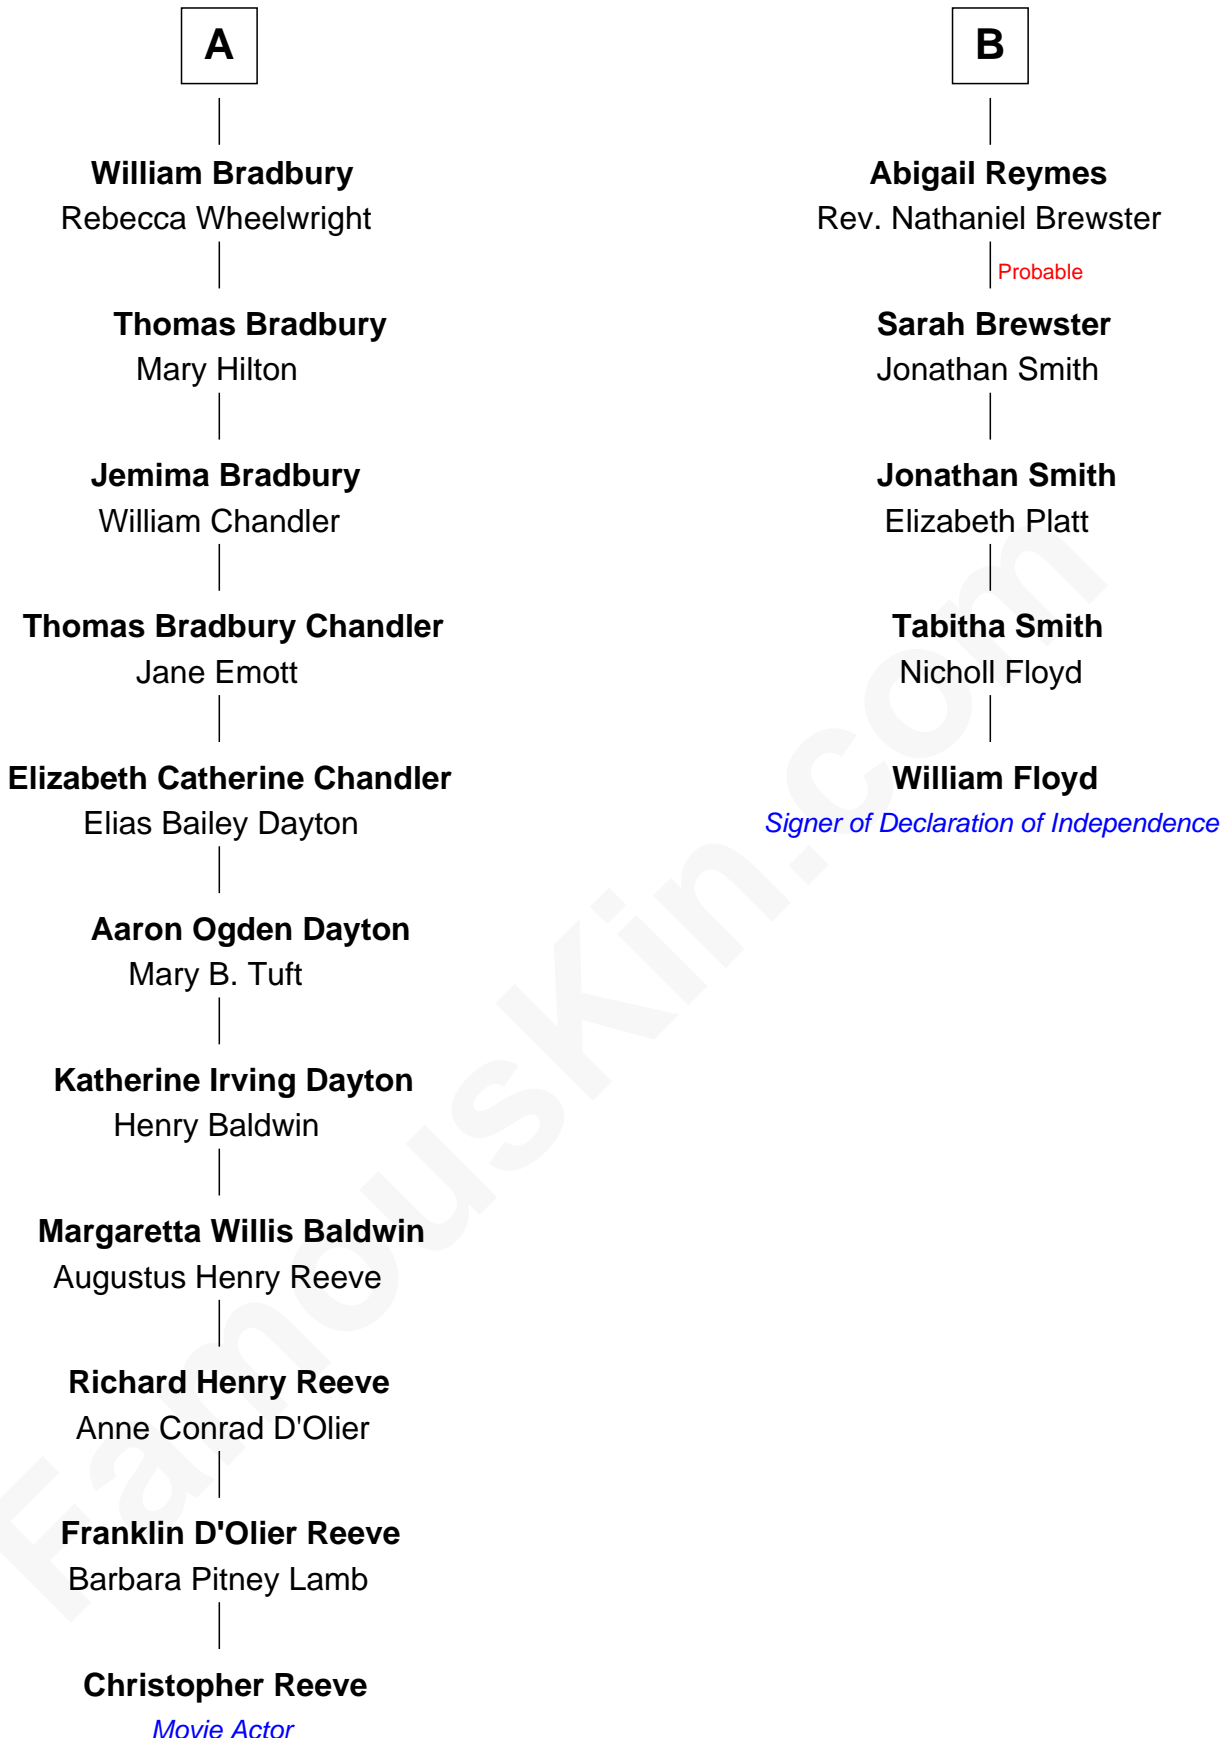 A
William Bradbury
Rebecca Wheelwright
Thomas Bradbury
Mary Hilton
Jemima Bradbury
William Chandler
Thomas Bradbury Chandler
Jane Emott
Elizabeth Catherine Chandler
Elias Bailey Dayton
Aaron Ogden Dayton
Mary B. Tuft
Katherine Irving Dayton
Henry Baldwin
Margaretta Willis Baldwin
Augustus Henry Reeve
Richard Henry Reeve
Anne Conrad D'Olier
Franklin D'Olier Reeve
Barbara Pitney Lamb
Christopher Reeve
Movie Actor
B
Abigail Reymes
Rev. Nathaniel Brewster
Probable
Sarah Brewster
Jonathan Smith
Jonathan Smith
Elizabeth Platt
Tabitha Smith
Nicholl Floyd
William Floyd
Signer of Declaration of Independence
FamousKin.com